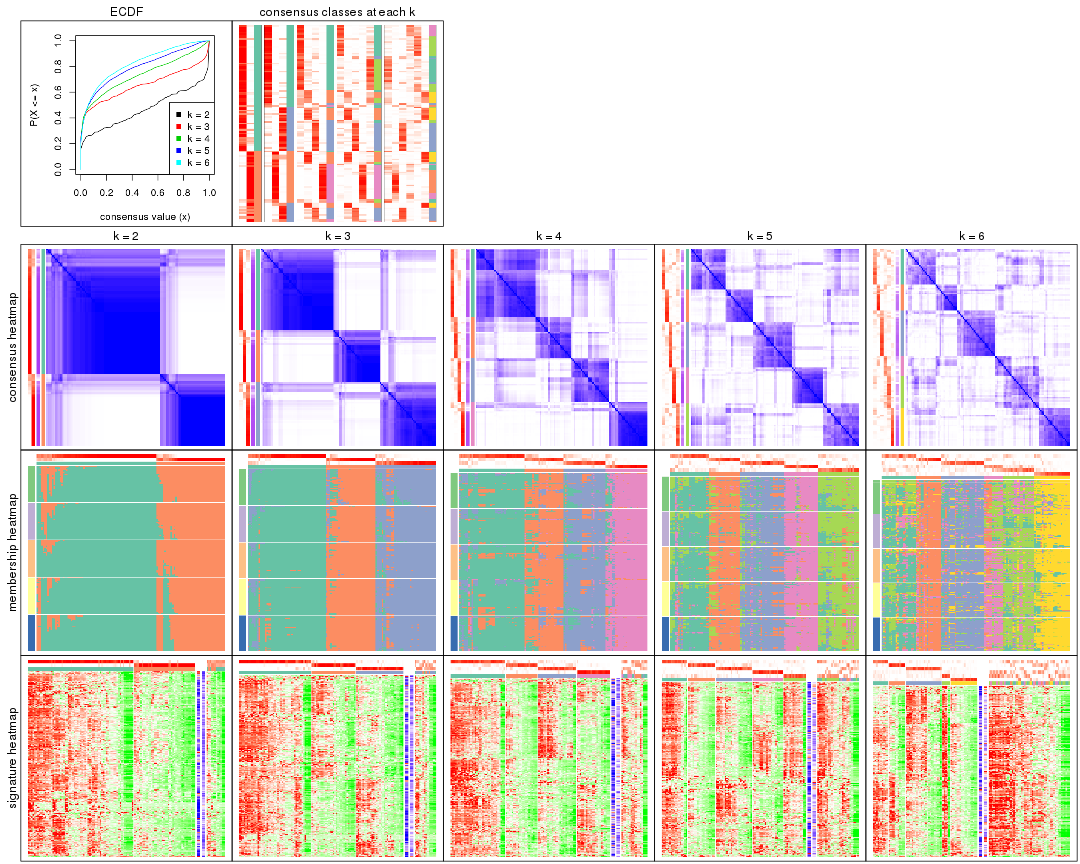 ECDF
consensus classes at each k
P(X <= x)
0.0 0.2 0.4 0.6 0.8 1.0
k = 2
k = 3
k = 4
k = 5
k = 6
0.0 0.2 0.4 0.6 0.8 1.0
consensus value (x)
k = 2
k = 3
k = 4
k = 5
k = 6
consensus heatmap
membership heatmap
signature heatmap